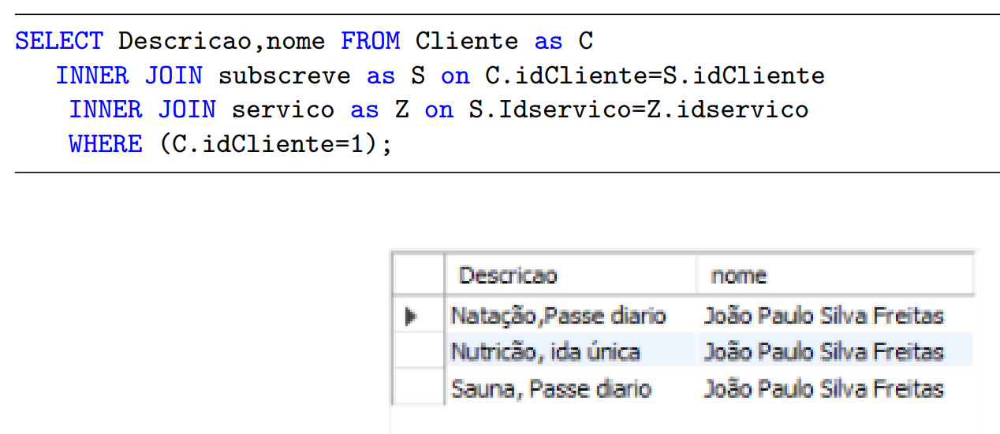 SELECT Descricao,nome FROM Cliente as C
INNER JOIN subscreve as S on C.idCliente=S.idCliente
INNER JOIN servico as Z on S.Idservico=Z.idservico
WHERE (C.idCliente=1);
Descricao nome
Natação,Passe diario João Paulo Silva Freitas
Nutricão, ida única João Paulo Silva Freitas
Sauna, Passe diario João Paulo Silva Freitas